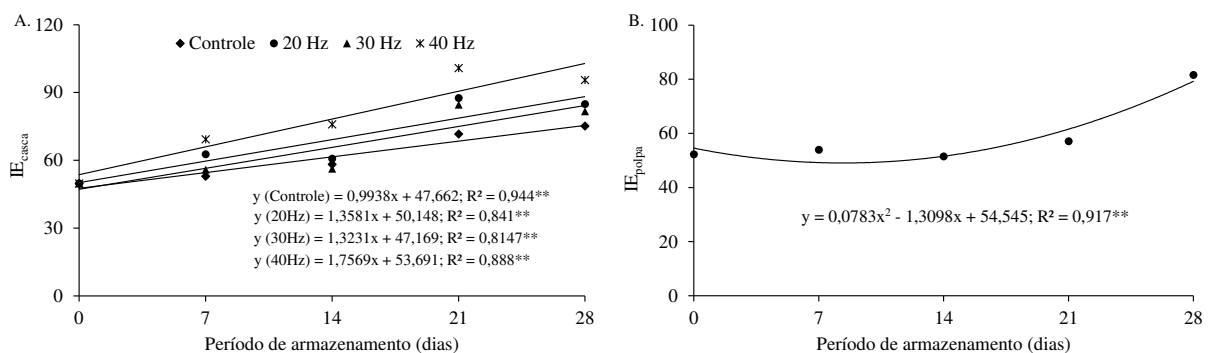 A.
120
90
60
30
0
IE_casca
◆ Controle ● 20 Hz ▲ 30 Hz ж 40 Hz
y (Controle) = 0,9938x + 47,662; R² = 0,944**
y (20Hz) = 1,3581x + 50,148; R² = 0,841**
y (30Hz) = 1,3231x + 47,169; R² = 0,8147**
y (40Hz) = 1,7569x + 53,691; R² = 0,888**
0 7 14 21 28
Período de armazenamento (dias)
B.
100
80
60
40
20
0
IE_polpa
y = 0,0783x² - 1,3098x + 54,545; R² = 0,917**
0 7 14 21 28
Período de armazenamento (dias)